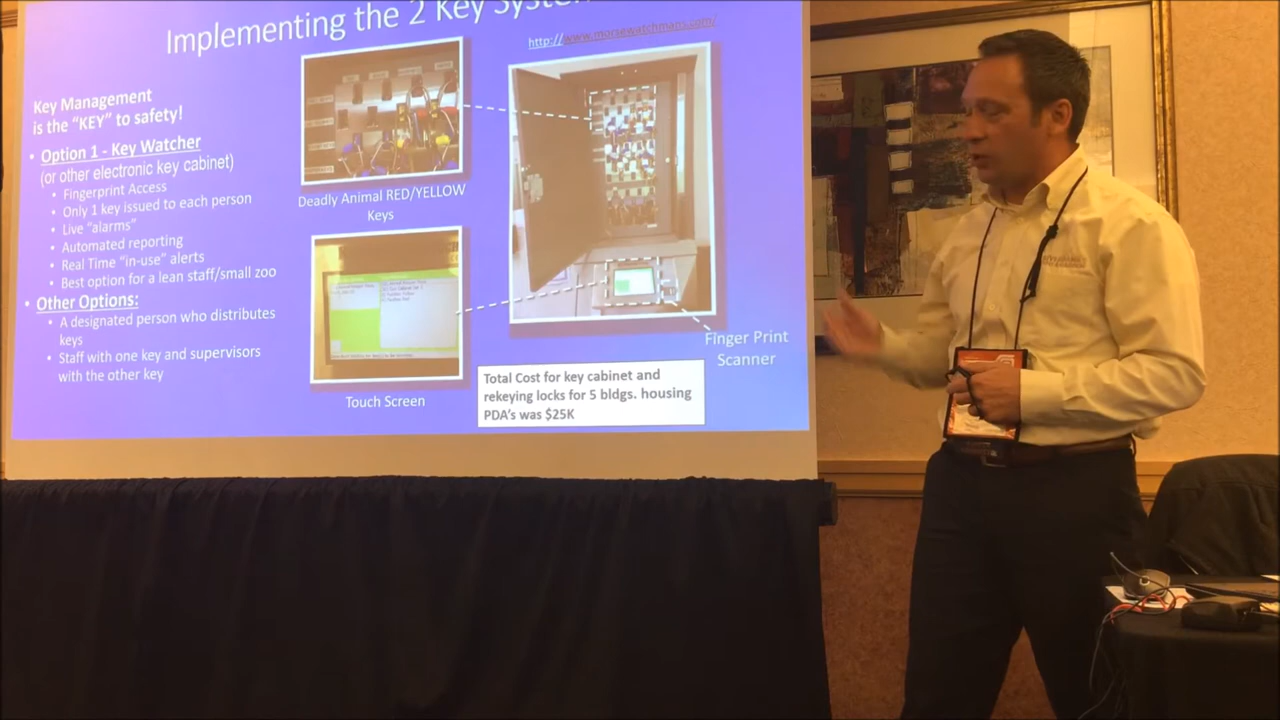 Implementing the 2 Key System
http://www.morsewatchmans.com/
Key Management
is the "KEY" to safety!
• Option 1 - Key Watcher
(or other electronic key cabinet)
• Fingerprint Access
• Only 1 key issued to each person
• Live "alarms"
• Automated reporting
• Real Time "in-use" alerts
• Best option for a lean staff/small zoo
• Other Options:
• A designated person who distributes
keys
• Staff with one key and supervisors
with the other key
Deadly Animal RED/YELLOW
Keys
Touch Screen
Finger Print
Scanner
Total Cost for key cabinet and
rekeying locks for 5 bldgs. housing
PDA's was $25K